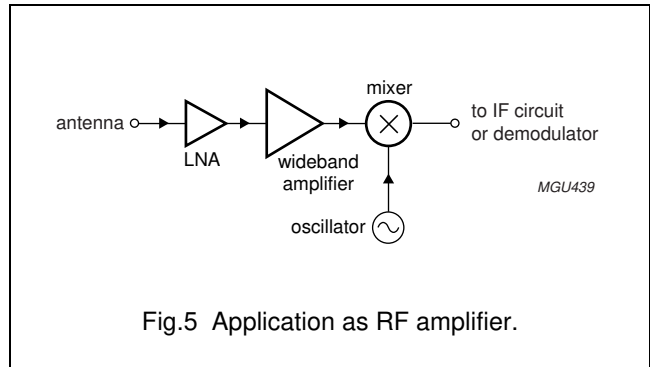 mixer
antenna
to IF circuit
or demodulator
LNA
wideband
amplifier
MGU439
oscillator
Fig.5 Application as RF amplifier.